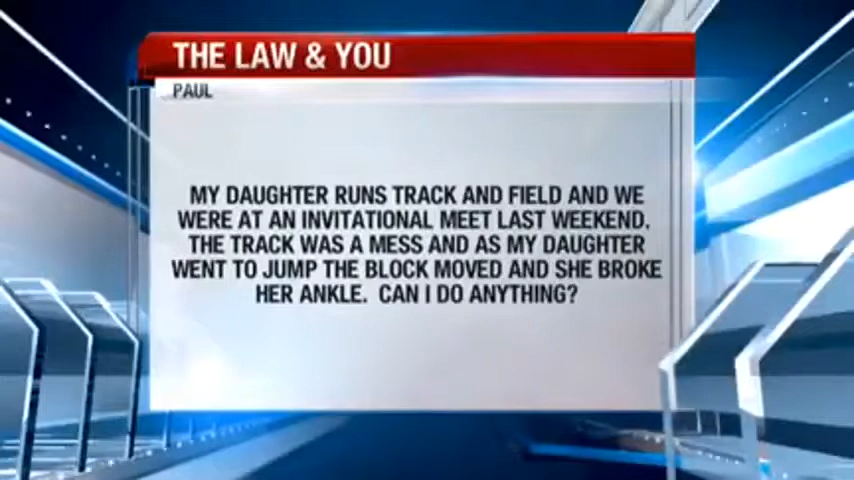 THE LAW & YOU
PAUL
MY DAUGHTER RUNS TRACK AND FIELD AND WE
WERE AT AN INVITATIONAL MEET LAST WEEKEND.
THE TRACK WAS A MESS AND AS MY DAUGHTER
WENT TO JUMP THE BLOCK MOVED AND SHE BROKE
HER ANKLE. CAN I DO ANYTHING?